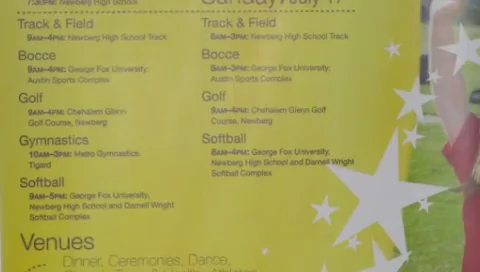 7:30PM: Newberg High School
Sunday/July 17
Track & Field
9AM–4PM: Newberg High School Track
Bocce
9AM–4PM: George Fox University:
Austin Sports Complex
Golf
9AM–4PM: Chehalem Glenn
Golf Course, Newberg
Gymnastics
10AM–3PM: Metro Gymnastics,
Tigard
Softball
9AM–5PM: George Fox University,
Newberg High School and Darnell Wright
Softball Complex
Track & Field
8AM–3PM: Newberg High School Track
Bocce
9AM–3PM: George Fox University:
Austin Sports Complex
Golf
9AM–4PM: Chehalem Glenn Golf
Course, Newberg
Softball
8AM–4PM: George Fox University,
Newberg High School and Darnell Wright
Softball Complex
Venues
Dinner, Ceremonies, Dance,